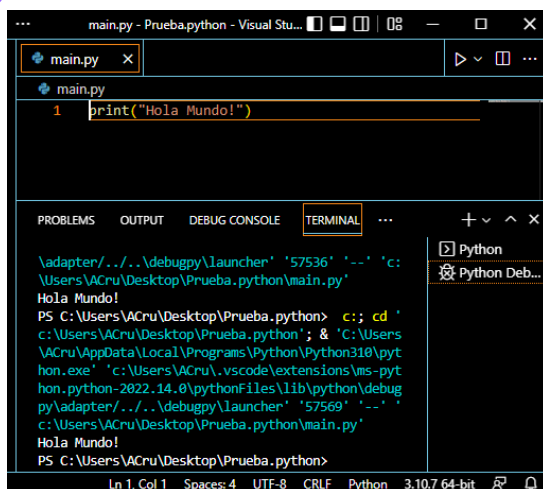 ... main.py - Prueba.python - Visual Stu...
main.py
main.py
1 print("Hola Mundo!")
PROBLEMS OUTPUT DEBUG CONSOLE TERMINAL ...
Python
Python Deb...
\adapter/../..\debugpy\launcher' '57536' '--' 'c:
\Users\ACru\Desktop\Prueba.python\main.py'
Hola Mundo!
PS C:\Users\ACru\Desktop\Prueba.python> c:; cd '
c:\Users\ACru\Desktop\Prueba.python'; & 'C:\Users
\ACru\AppData\Local\Programs\Python\Python310\pyt
hon.exe' 'c:\Users\ACru\.vscode\extensions\ms-pyt
hon.python-2022.14.0\pythonFiles\lib\python\debug
py\adapter/../..\debugpy\launcher' '57569' '--' '
c:\Users\ACru\Desktop\Prueba.python\main.py'
Hola Mundo!
PS C:\Users\ACru\Desktop\Prueba.python>
Ln 1, Col 1 Spaces: 4 UTF-8 CRLF Python 3.10.7 64-bit